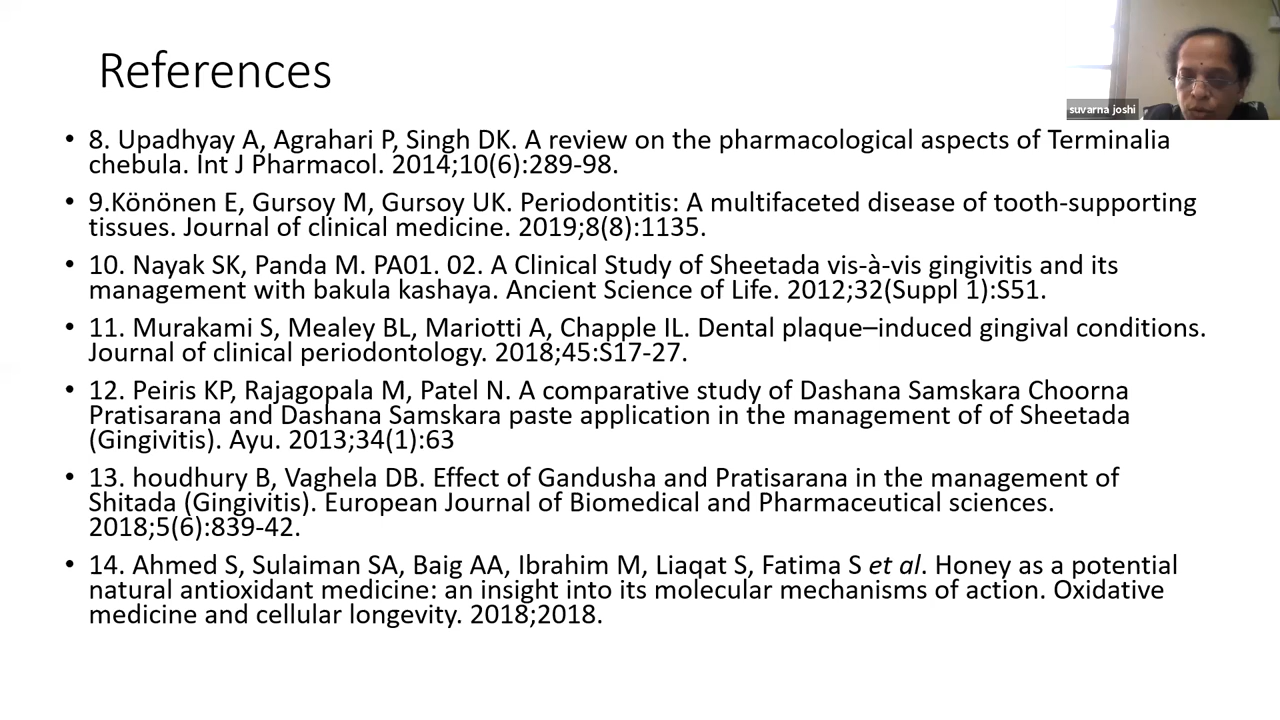 References
suvarna joshi
• 8. Upadhyay A, Agrahari P, Singh DK. A review on the pharmacological aspects of Terminalia
chebula. Int J Pharmacol. 2014;10(6):289-98.
• 9.Könönen E, Gursoy M, Gursoy UK. Periodontitis: A multifaceted disease of tooth-supporting
tissues. Journal of clinical medicine. 2019;8(8):1135.
• 10. Nayak SK, Panda M. PA01. 02. A Clinical Study of Sheetada vis-à-vis gingivitis and its
management with bakula kashaya. Ancient Science of Life. 2012;32(Suppl 1):S51.
• 11. Murakami S, Mealey BL, Mariotti A, Chapple IL. Dental plaque–induced gingival conditions.
Journal of clinical periodontology. 2018;45:S17-27.
• 12. Peiris KP, Rajagopala M, Patel N. A comparative study of Dashana Samskara Choorna
Pratisarana and Dashana Samskara paste application in the management of of Sheetada
(Gingivitis). Ayu. 2013;34(1):63
• 13. houdhury B, Vaghela DB. Effect of Gandusha and Pratisarana in the management of
Shitada (Gingivitis). European Journal of Biomedical and Pharmaceutical sciences.
2018;5(6):839-42.
• 14. Ahmed S, Sulaiman SA, Baig AA, Ibrahim M, Liaqat S, Fatima S et al. Honey as a potential
natural antioxidant medicine: an insight into its molecular mechanisms of action. Oxidative
medicine and cellular longevity. 2018;2018.